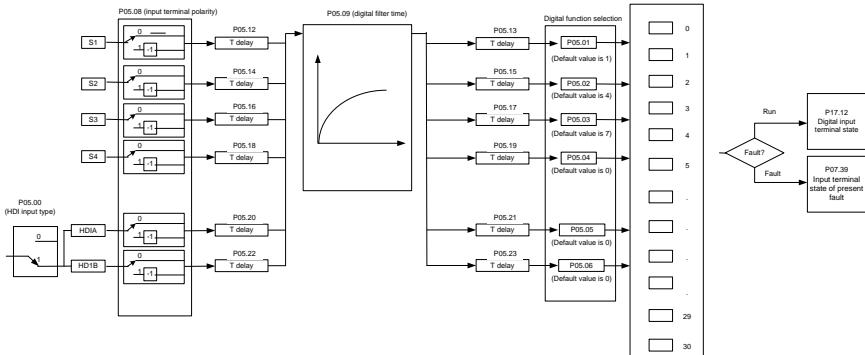 P05.08 (input terminal polarity)
P05.09 (digital filter time)
Digital function selection
S1
0
1
-1
P05.12
T delay
P05.13
T delay
P05.01
(Default value is 1)
S2
0
1
-1
P05.14
T delay
P05.15
T delay
P05.02
(Default value is 4)
S3
0
1
-1
P05.16
T delay
P05.17
T delay
P05.03
(Default value is 7)
S4
0
1
-1
P05.18
T delay
P05.19
T delay
P05.04
(Default value is 0)
P05.00
(HDI input type)
0
1
HDIA
0
1
-1
P05.20
T delay
P05.21
T delay
P05.05
(Default value is 0)
HD1B
0
1
-1
P05.22
T delay
P05.23
T delay
P05.06
(Default value is 0)
0
1
2
3
4
5
.
.
.
.
29
30
Fault?
Run
Fault
P17.12
Digital input
terminal state
P07.39
Input terminal
state of present
fault